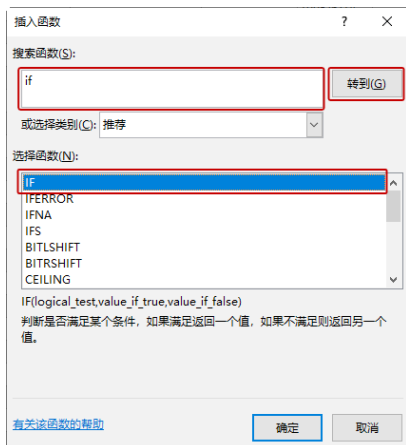 插入函数
? ×
搜索函数(S):
if
转到(G)
或选择类别(C): 推荐
选择函数(N):
IF
IFERROR
IFNA
IFS
BITLSHIFT
BITRSHIFT
CEILING
IF(logical_test,value_if_true,value_if_false)
判断是否满足某个条件，如果满足返回一个值，如果不满足则返回另一个
值。
有关该函数的帮助
确定
取消